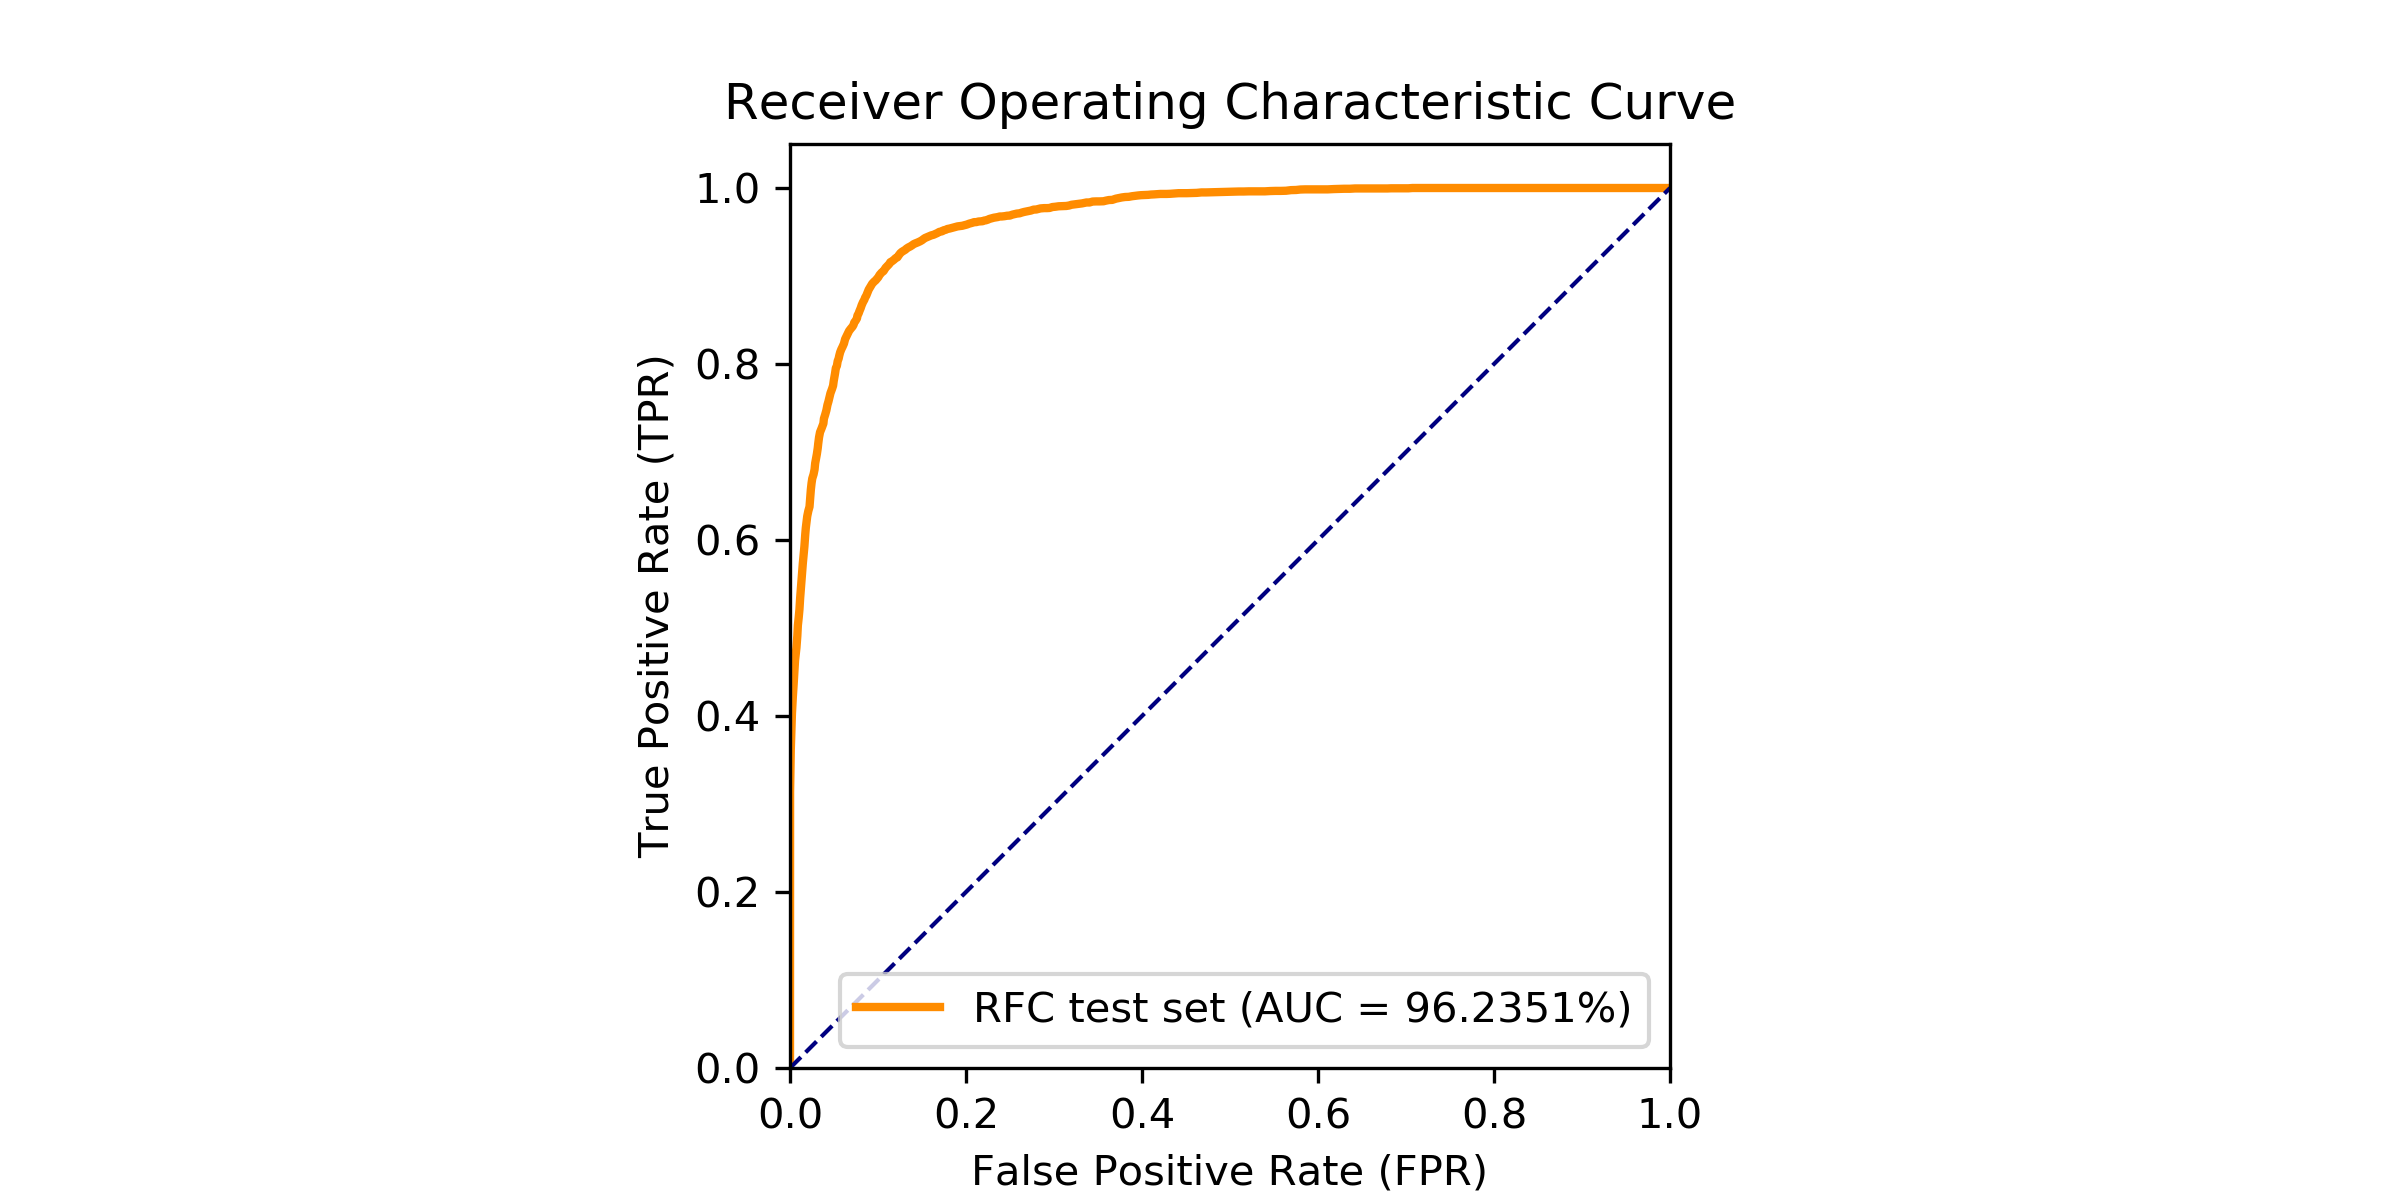 Receiver Operating Characteristic Curve
1.0
0.8
0.6
0.4
0.2
0.0
True Positive Rate (TPR)
RFC test set (AUC = 96.2351%)
0.0 0.2 0.4 0.6 0.8 1.0
False Positive Rate (FPR)